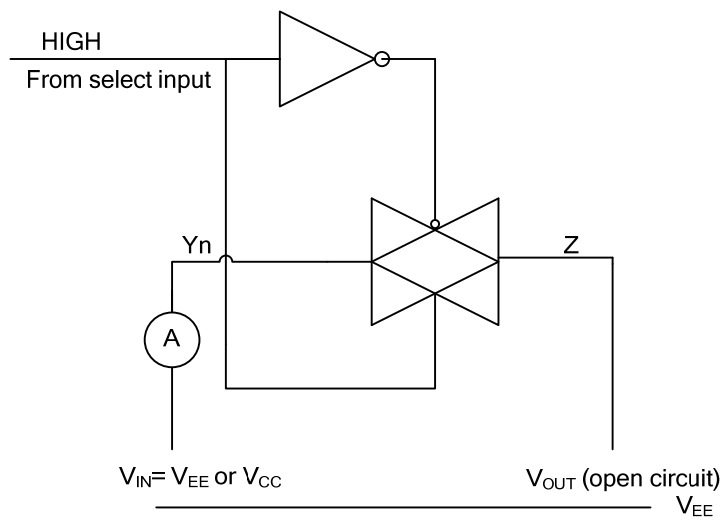 HIGH
From select input
Yn
Z
A
VIN= VEE or VCC
VOUT (open circuit)
VEE